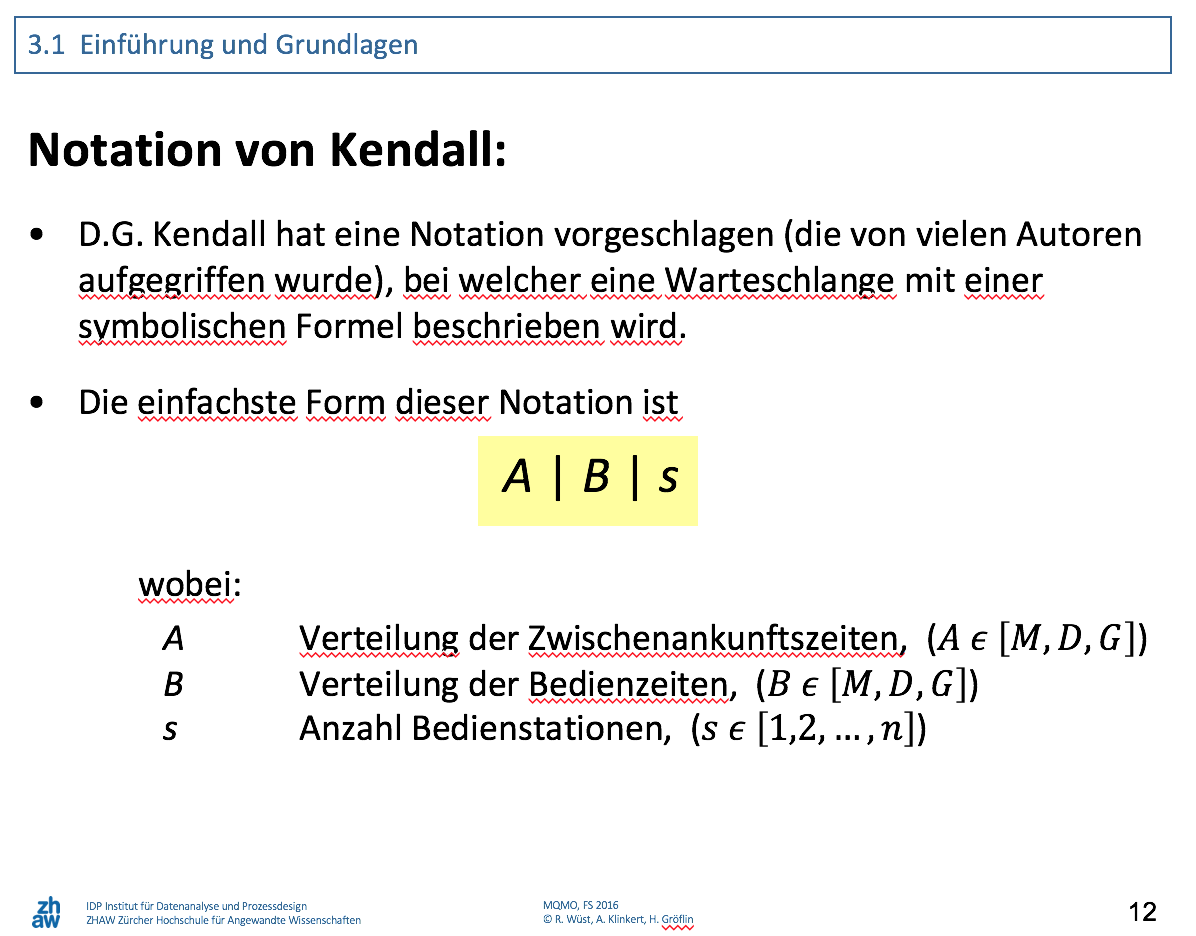 3.1 Einführung und Grundlagen
Notation von Kendall:
• D.G. Kendall hat eine Notation vorgeschlagen (die von vielen Autoren
aufgegriffen wurde), bei welcher eine Warteschlange mit einer
symbolischen Formel beschrieben wird.
• Die einfachste Form dieser Notation ist
A | B | s
wobei:
A Verteilung der Zwischenankunftszeiten, (A ϵ [M, D, G])
B Verteilung der Bedienzeiten, (B ϵ [M, D, G])
s Anzahl Bedienstationen, (s ϵ [1,2, … , n])
zh
aw
IDP Institut für Datenanalyse und Prozessdesign
ZHAW Zürcher Hochschule für Angewandte Wissenschaften
MQMO, FS 2016
© R. Wüst, A. Klinkert, H. Gröflin
12